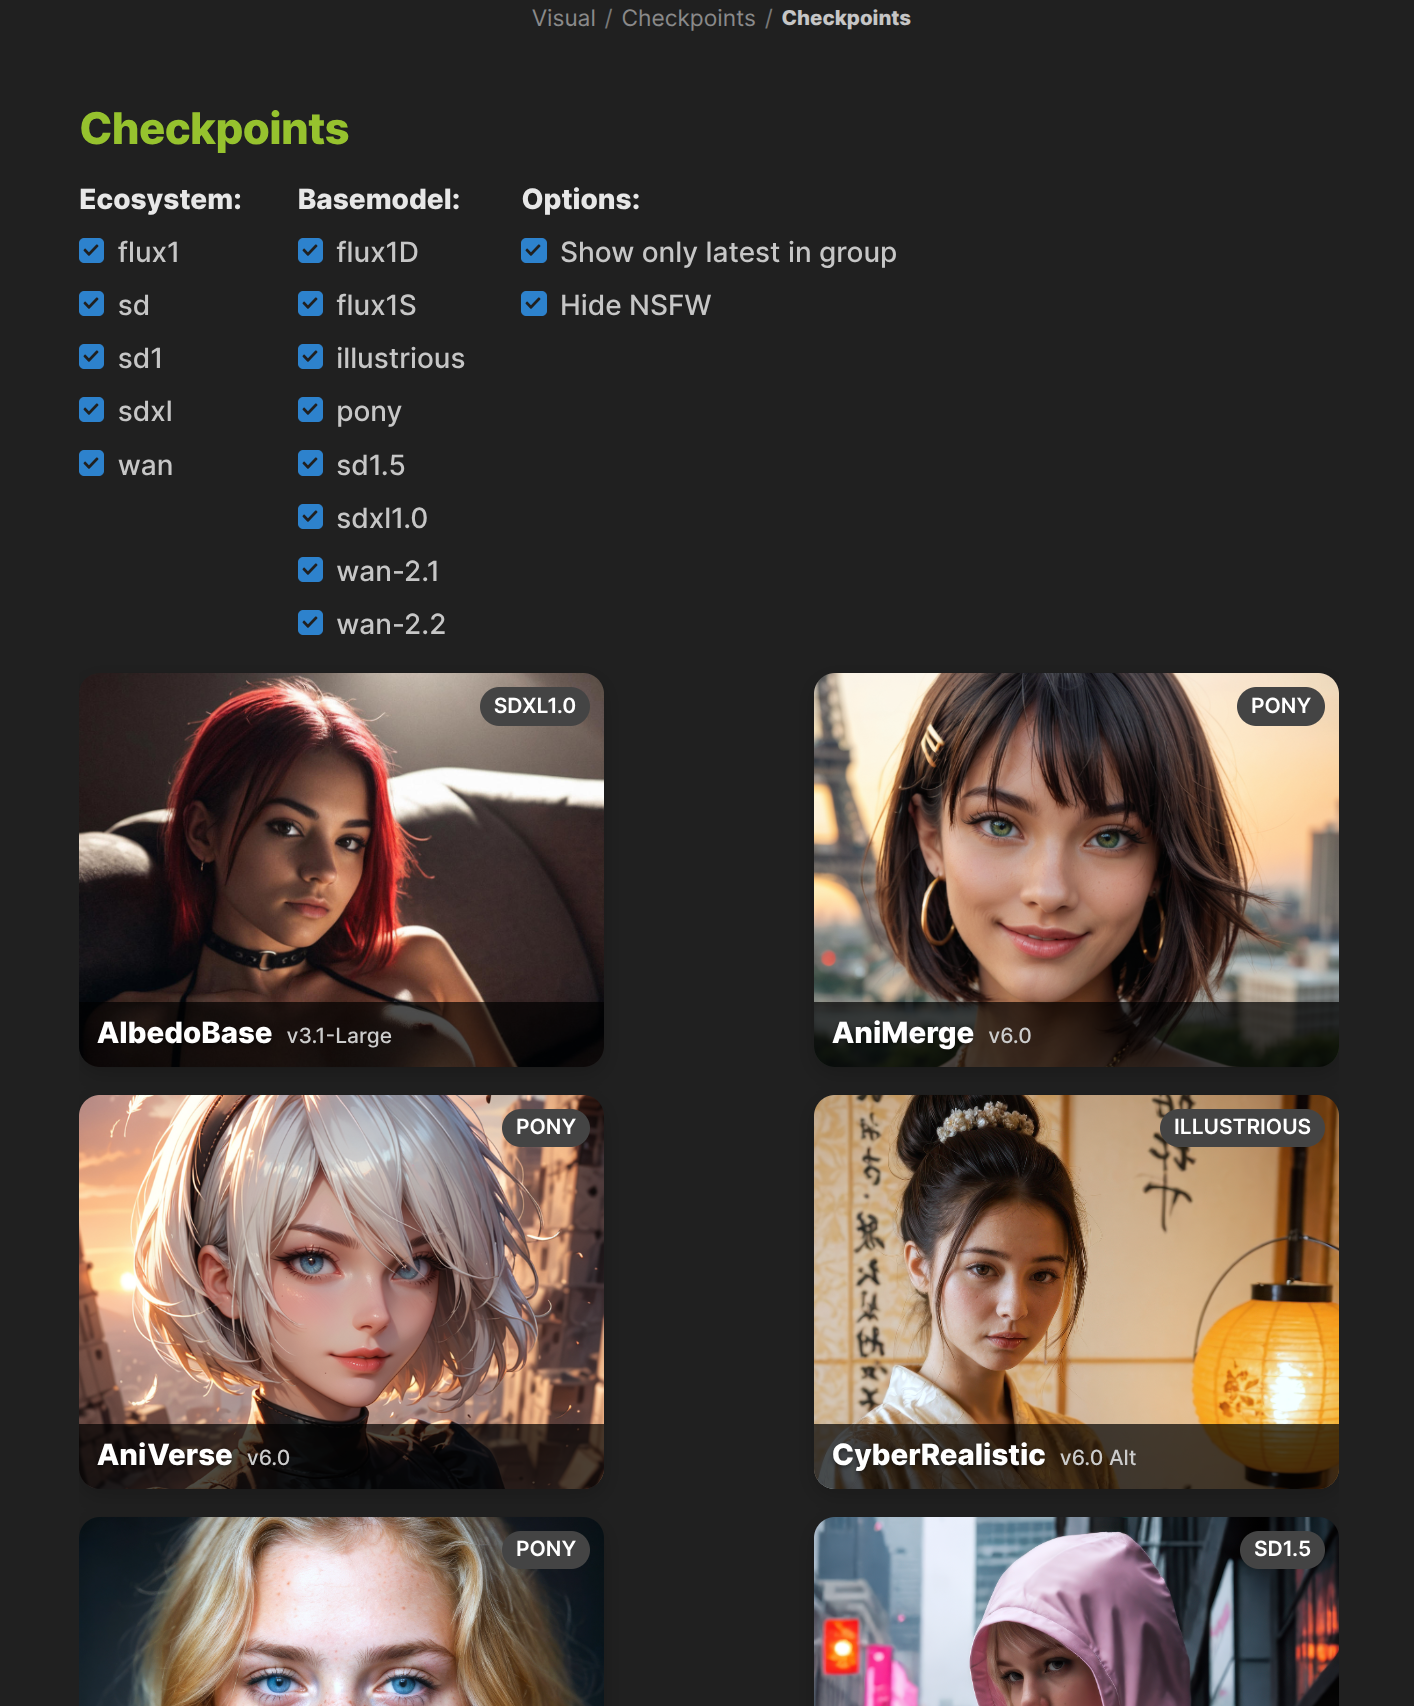 Visual / Checkpoints / Checkpoints
Checkpoints
Ecosystem:
flux1
sd
sd1
sdxl
wan
Basemodel:
flux1D
flux1S
illustrious
pony
sd1.5
sdxl1.0
wan-2.1
wan-2.2
Options:
Show only latest in group
Hide NSFW
SDXL1.0
AlbedoBase v3.1-Large
PONY
AniMerge v6.0
PONY
AniVerse v6.0
ILLUSTRIOUS
CyberRealistic v6.0 Alt
PONY
SD1.5